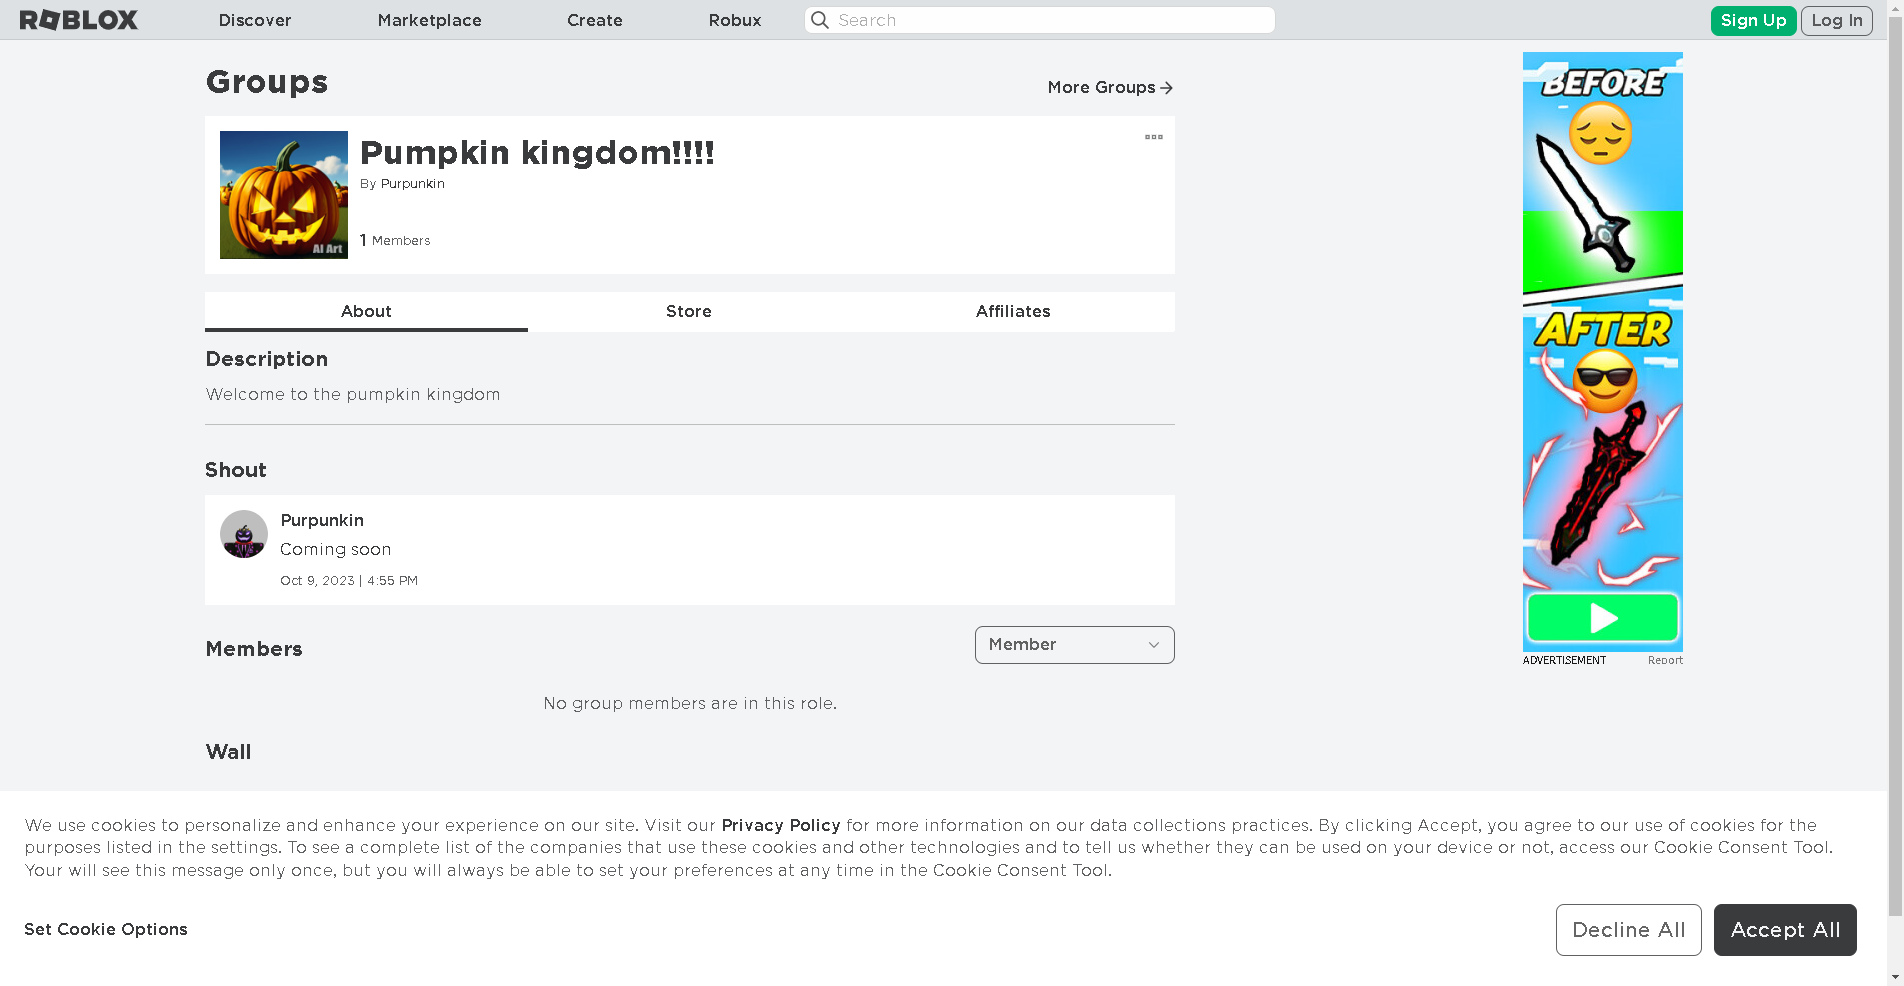 ROBLOX
Discover
Marketplace
Create
Robux
Search
Sign Up
Log In
Groups
More Groups
Pumpkin kingdom!!!!
By Purpunkin
1 Members
AI Art
About
Store
Affiliates
Description
Welcome to the pumpkin kingdom
Shout
Purpunkin
Coming soon
Oct 9, 2023 | 4:55 PM
Members
Member
No group members are in this role.
Wall
BEFORE
AFTER
ADVERTISEMENT
Report
We use cookies to personalize and enhance your experience on our site. Visit our Privacy Policy for more information on our data collections practices. By clicking Accept, you agree to our use of cookies for the
purposes listed in the settings. To see a complete list of the companies that use these cookies and other technologies and to tell us whether they can be used on your device or not, access our Cookie Consent Tool.
Your will see this message only once, but you will always be able to set your preferences at any time in the Cookie Consent Tool.
Set Cookie Options
Decline All
Accept All